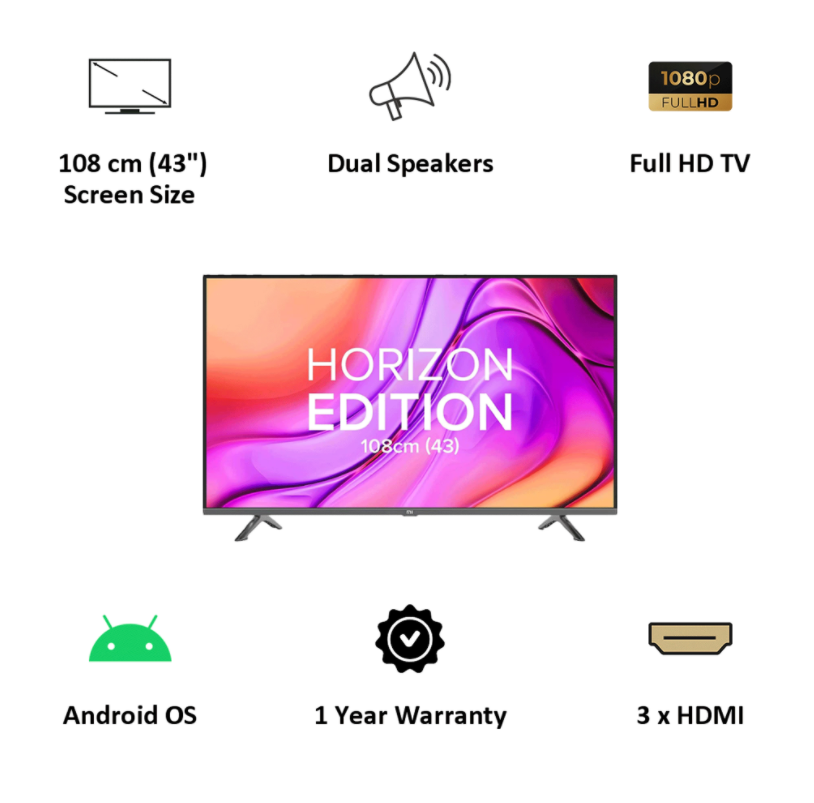 1080p
FULLHD
108 cm (43")
Screen Size
Dual Speakers
Full HD TV
HORIZON
EDITION
108cm (43)
mi
Android OS
1 Year Warranty
3 x HDMI